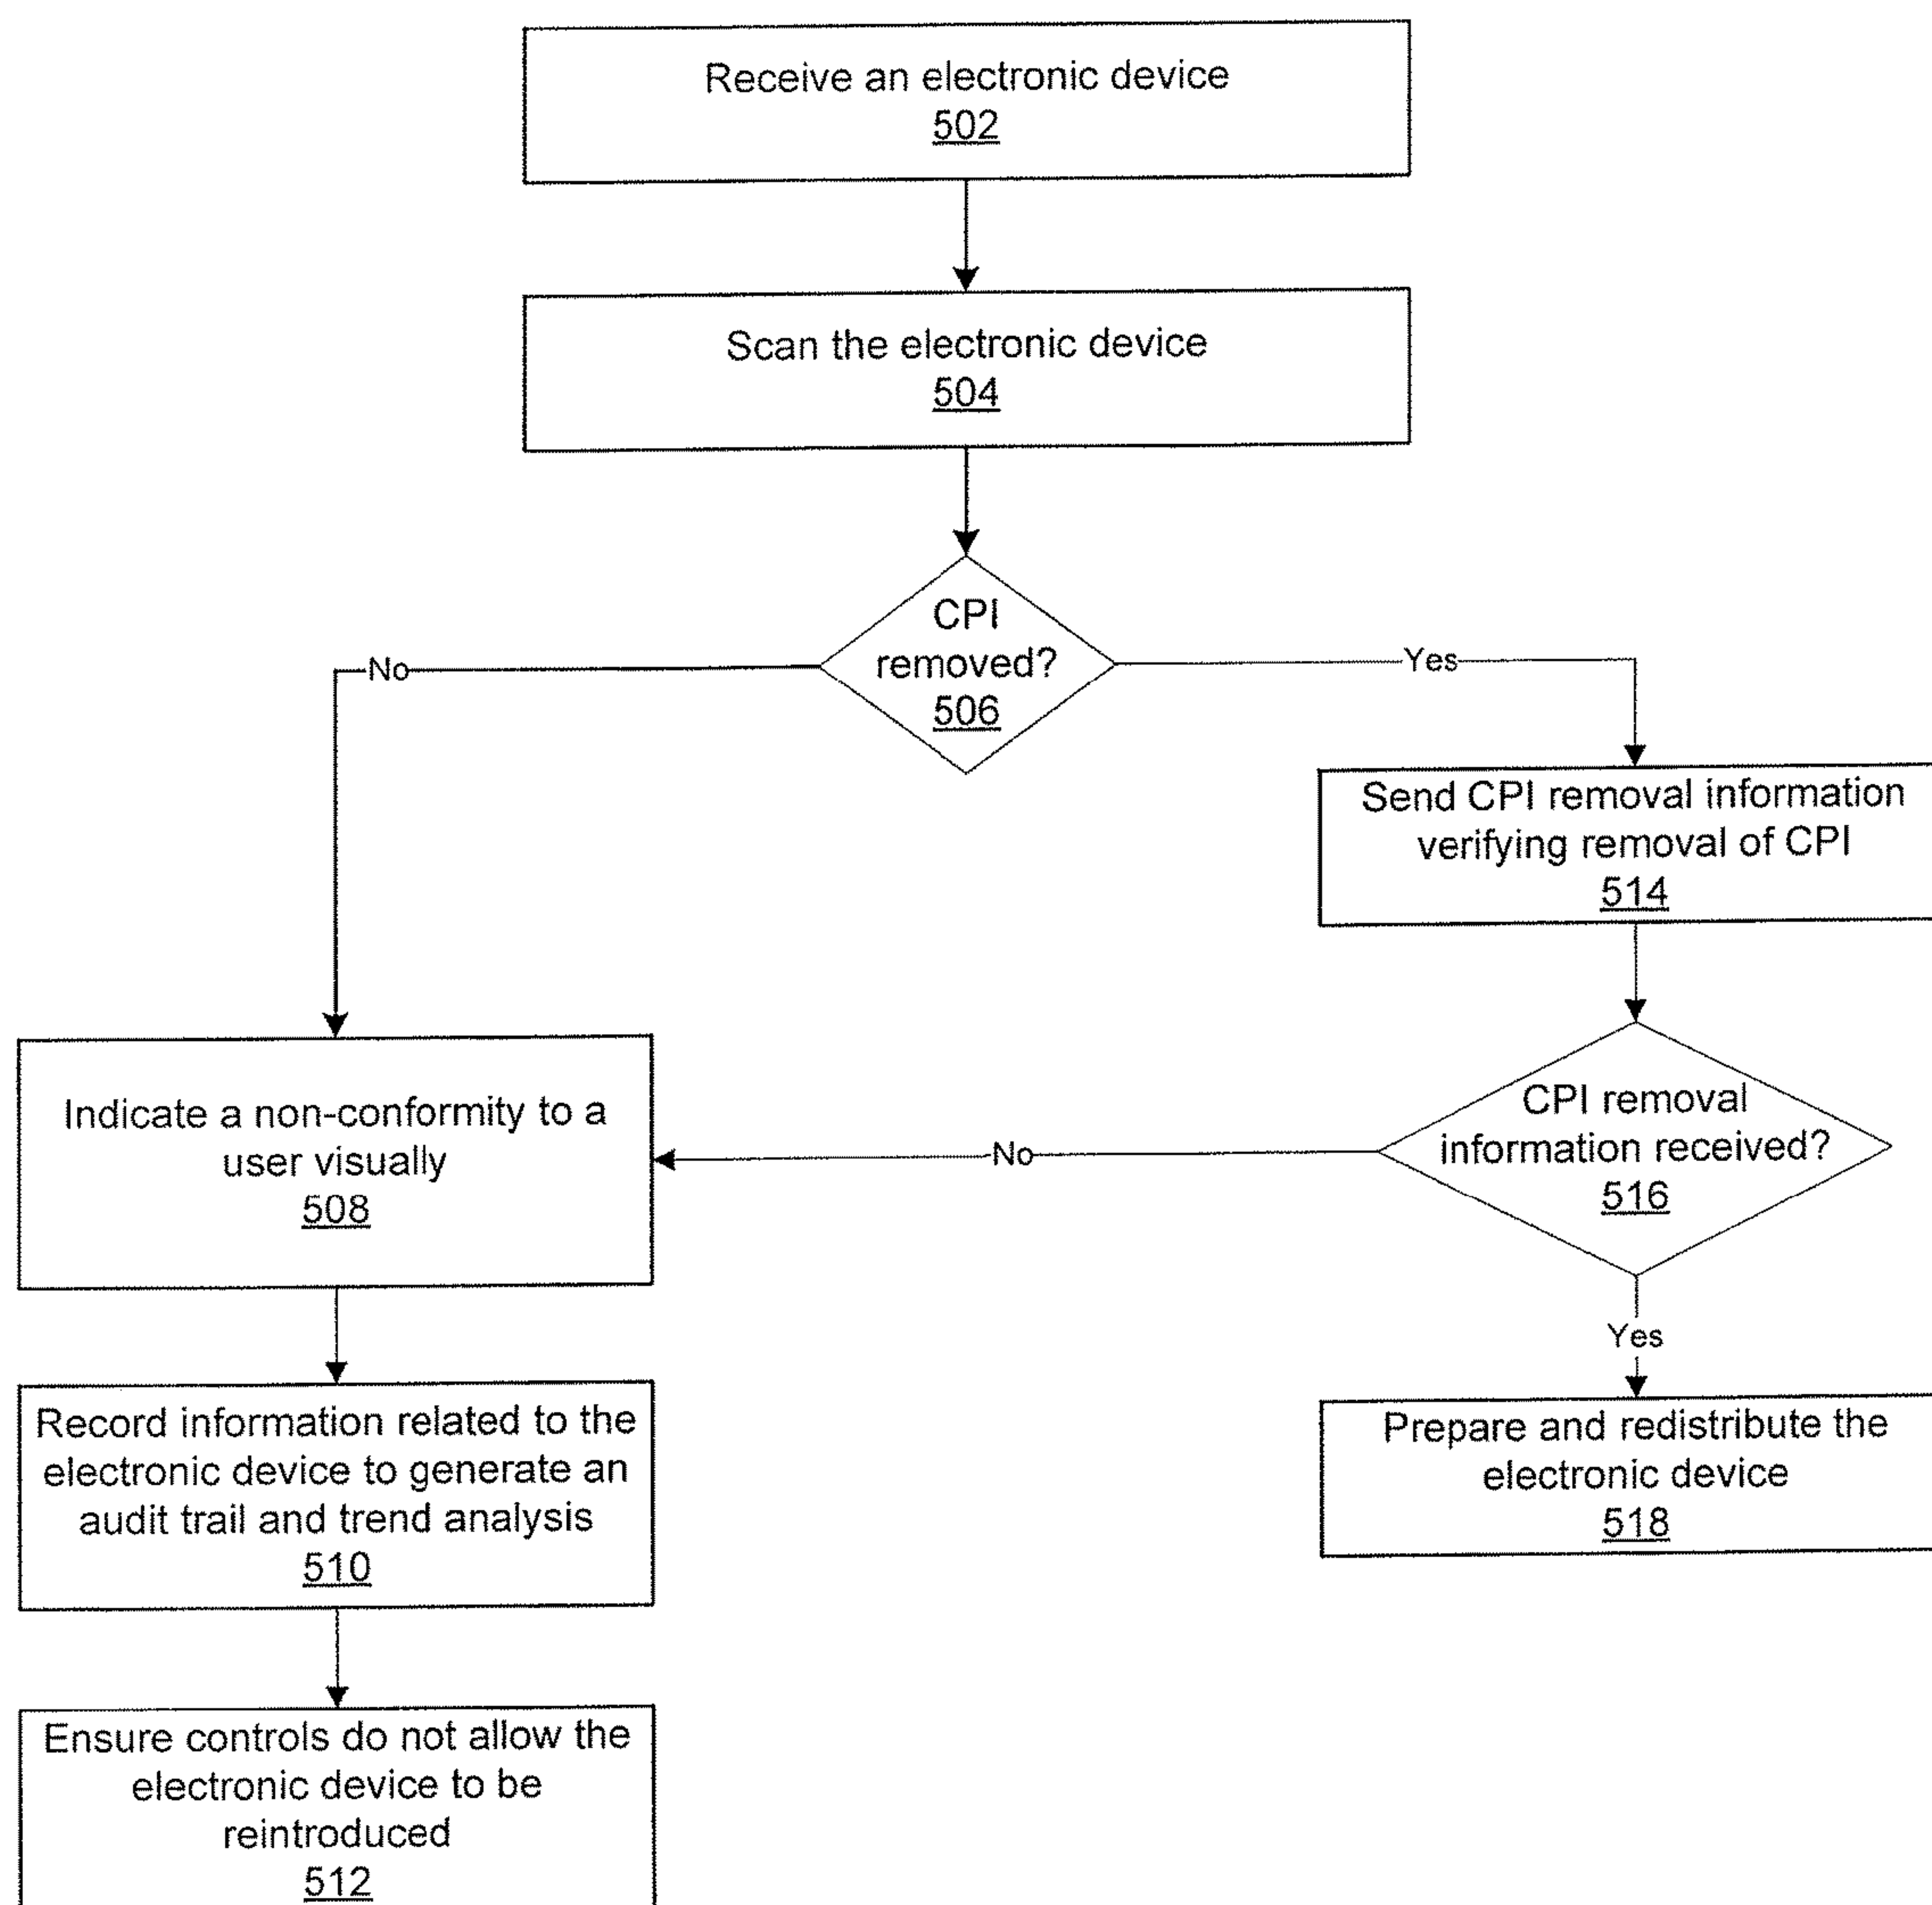 Receive an electronic device
502
Scan the electronic device
504
CPI
removed?
506
No
Yes
Send CPI removal information
verifying removal of CPI
514
Indicate a non-conformity to a
user visually
508
No
CPI removal
information received?
516
Yes
Record information related to the
electronic device to generate an
audit trail and trend analysis
510
Prepare and redistribute the
electronic device
518
Ensure controls do not allow the
electronic device to be
reintroduced
512